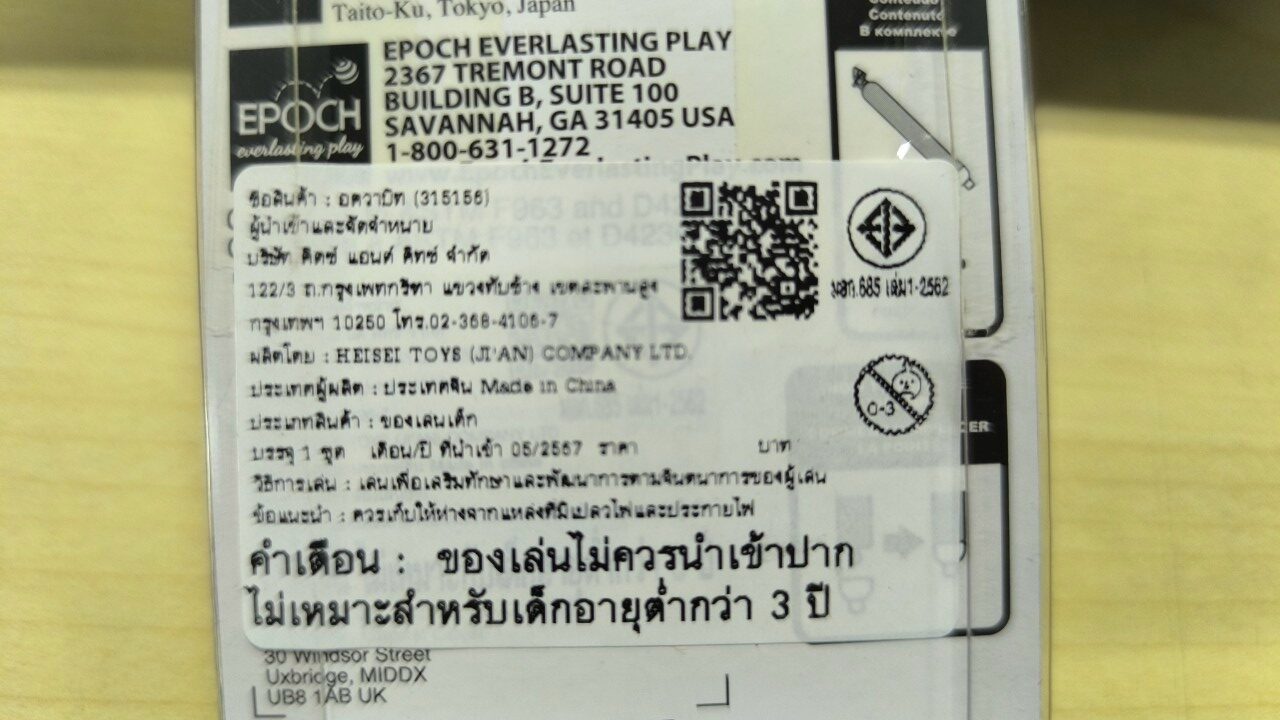 Taito-Ku, Tokyo, Japan
Contenuto
В комплекте
EPOCH
everlasting play
EPOCH EVERLASTING PLAY
2367 TREMONT ROAD
BUILDING B, SUITE 100
SAVANNAH, GA 31405 USA
1-800-631-1272
www.EpochEverlastingPlay.com
ชื่อสินค้า : อควาบิท (315156)
ผู้นำเข้าและจัดจำหน่าย
บริษัท คิดซ์ แอนด์ คิทซ์ จำกัด
122/3 ถ.กรุงเทพกรีฑา แขวงทับช้าง เขตสะพานสูง
กรุงเทพฯ 10250 โทร.02-368-4106-7
ผลิตโดย : HEISEI TOYS (JI'AN) COMPANY LTD.
ประเทศผู้ผลิต : ประเทศจีน Made in China
ประเภทสินค้า : ของเล่นเด็ก
บรรจุ 1 ชุด เดือน/ปี ที่นำเข้า 05/2567 ราคา บาท
วิธีการเล่น : เล่นเพื่อเสริมทักษะและพัฒนาการตามจินตนาการของผู้เล่น
ข้อแนะนำ : ควรเก็บให้ห่างจากแหล่งที่มีเปลวไฟและประกายไฟ
คำเตือน : ของเล่นไม่ควรนำเข้าปาก
ไม่เหมาะสำหรับเด็กอายุต่ำกว่า 3 ปี
มอก.685 เล่ม1-2562
0-3
30 Windsor Street
Uxbridge, MIDDX
UB8 1AB UK